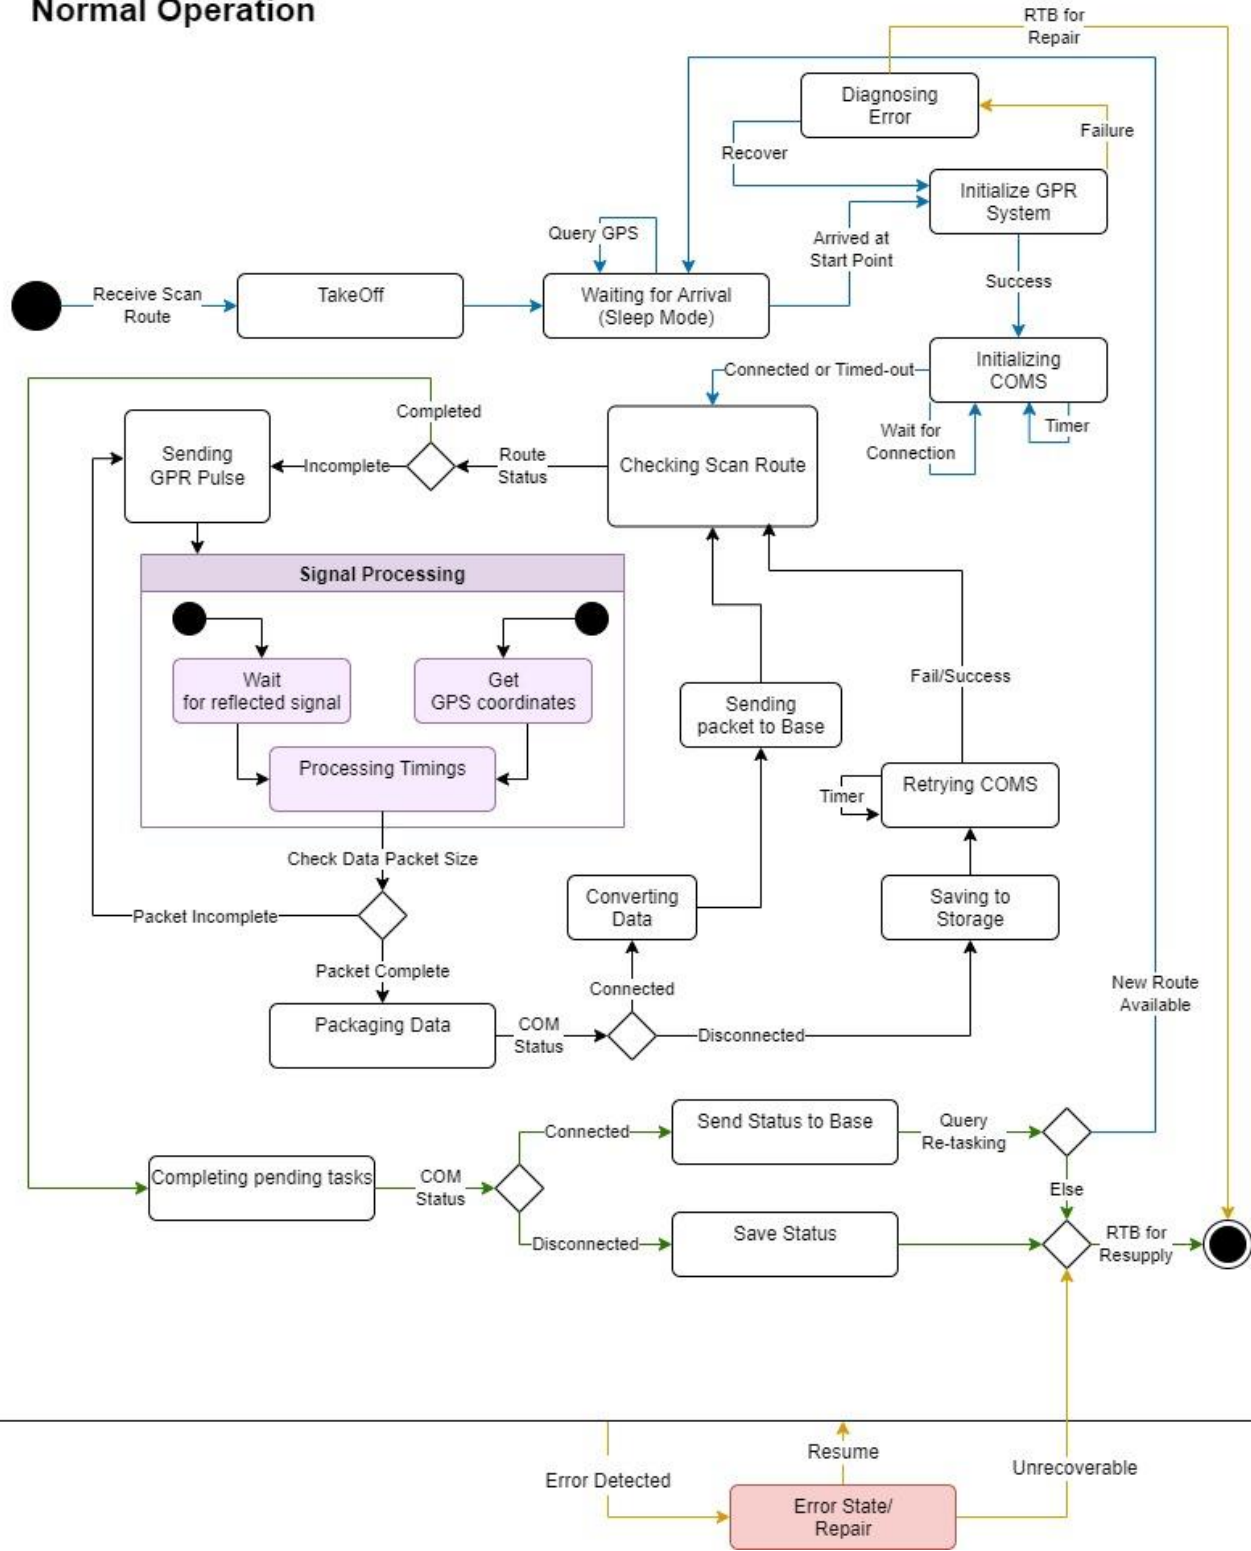 Normal Operation
RTB for
Repair
Diagnosing
Error
Failure
Recover
Initialize GPR
System
Query GPS
Arrived at
Start Point
Success
Receive Scan
Route
TakeOff
Waiting for Arrival
(Sleep Mode)
Initializing
COMS
Connected or Timed-out
Wait for
Connection
Timer
Completed
Sending
GPR Pulse
Incomplete
Route
Status
Checking Scan Route
Signal Processing
Wait
for reflected signal
Get
GPS coordinates
Processing Timings
Sending
packet to Base
Fail/Success
Timer
Retrying COMS
Check Data Packet Size
Packet Incomplete
Converting
Data
Saving to
Storage
Packet Complete
Connected
New Route
Available
Packaging Data
COM
Status
Disconnected
Completing pending tasks
COM
Status
Connected
Send Status to Base
Query
Re-tasking
Else
Disconnected
Save Status
RTB for
Resupply
Error Detected
Resume
Unrecoverable
Error State/
Repair